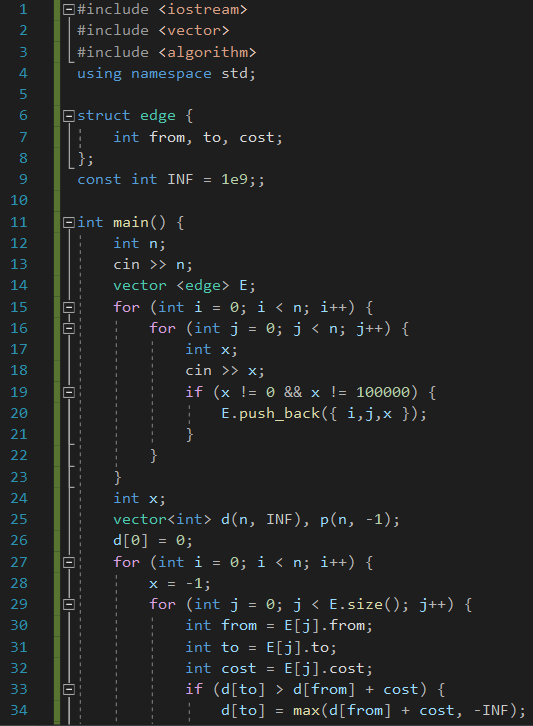 1 #include <iostream>
2 #include <vector>
3 #include <algorithm>
4 using namespace std;
5
6 struct edge {
7     int from, to, cost;
8 };
9 const int INF = 1e9;;
10
11 int main() {
12     int n;
13     cin >> n;
14     vector <edge> E;
15     for (int i = 0; i < n; i++) {
16         for (int j = 0; j < n; j++) {
17             int x;
18             cin >> x;
19             if (x != 0 && x != 100000) {
20                 E.push_back({ i,j,x });
21             }
22         }
23     }
24     int x;
25     vector<int> d(n, INF), p(n, -1);
26     d[0] = 0;
27     for (int i = 0; i < n; i++) {
28         x = -1;
29         for (int j = 0; j < E.size(); j++) {
30             int from = E[j].from;
31             int to = E[j].to;
32             int cost = E[j].cost;
33             if (d[to] > d[from] + cost) {
34                 d[to] = max(d[from] + cost, -INF);